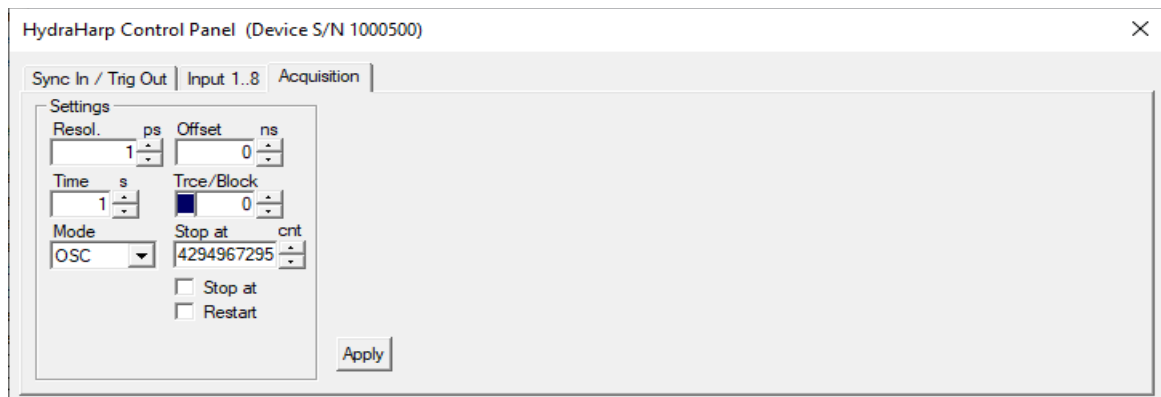 HydraHarp Control Panel (Device S/N 1000500)
Sync In / Trig Out Input 1..8 Acquisition
Settings
Resol. ps Offset ns
1 0
Time s Trce/Block
1 0
Mode Stop at cnt
OSC 4294967295
Stop at
Restart
Apply